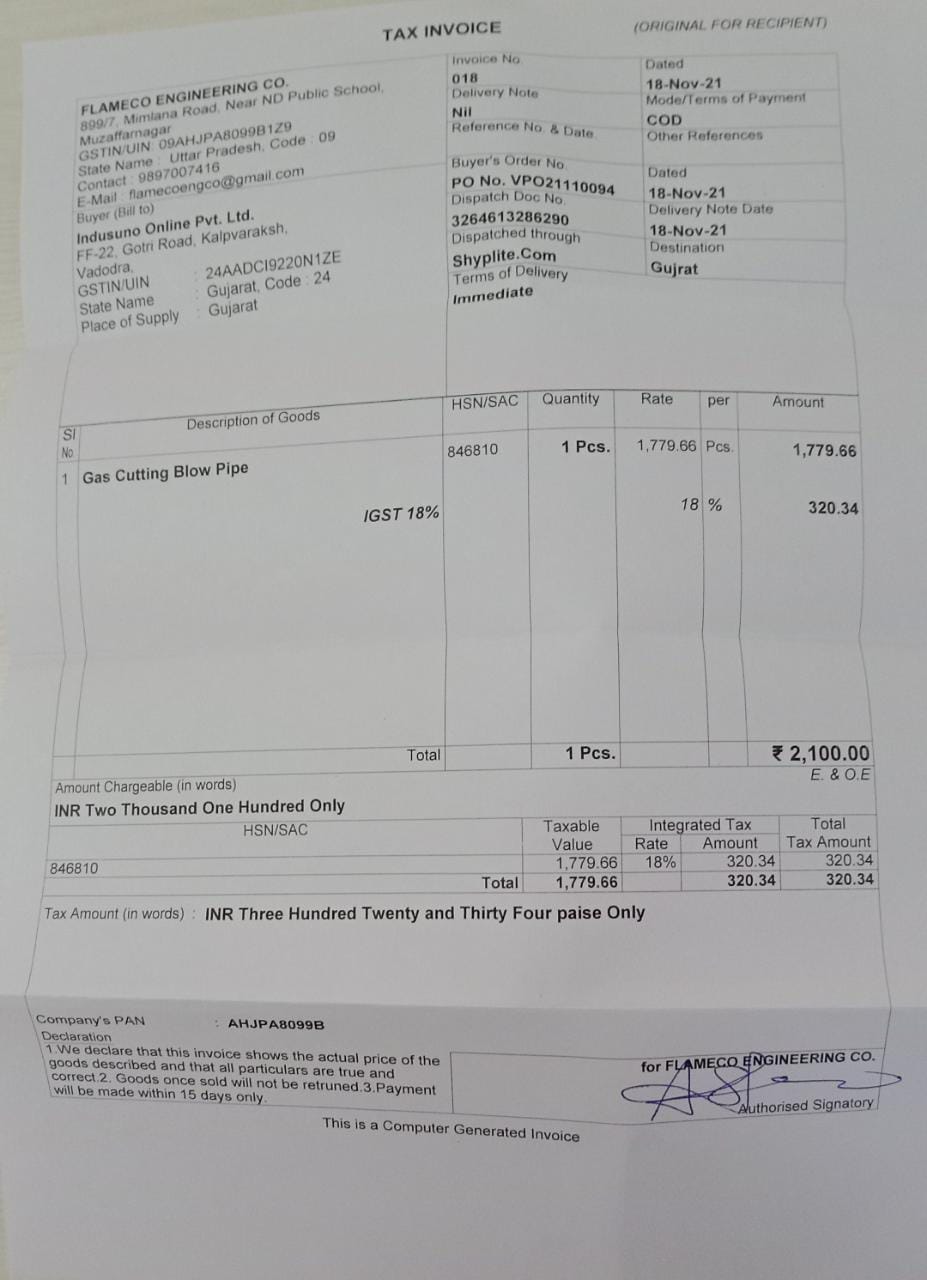 TAX INVOICE
(ORIGINAL FOR RECIPIENT)
FLAMECO ENGINEERING CO.
899/7, Mimlana Road, Near ND Public School,
Muzaffarnagar
GSTIN/UIN: 09AHJPA8099B1Z9
State Name : Uttar Pradesh, Code : 09
Contact : 9897007416
E-Mail : flamecoengco@gmail.com
Buyer (Bill to)
Indusuno Online Pvt. Ltd.
FF-22, Gotri Road, Kalpvaraksh,
Vadodra,
GSTIN/UIN : 24AADCI9220N1ZE
State Name : Gujarat, Code : 24
Place of Supply : Gujarat
Invoice No.
018
Dated
18-Nov-21
Delivery Note
Nil
Mode/Terms of Payment
COD
Reference No. & Date.
Other References
Buyer's Order No.
PO No. VPO21110094
Dated
18-Nov-21
Dispatch Doc No.
3264613286290
Delivery Note Date
18-Nov-21
Dispatched through
Shyplite.Com
Destination
Gujrat
Terms of Delivery
Immediate
Sl No Description of Goods HSN/SAC Quantity Rate per Amount
1 Gas Cutting Blow Pipe 846810 1 Pcs. 1,779.66 Pcs. 1,779.66
IGST 18% 18 % 320.34
Total 1 Pcs. ₹ 2,100.00
E. & O.E
Amount Chargeable (in words)
INR Two Thousand One Hundred Only
HSN/SAC Taxable Value Integrated Tax Total Tax Amount
Rate Amount
846810 1,779.66 18% 320.34 320.34
Total 1,779.66 320.34 320.34
Tax Amount (in words) : INR Three Hundred Twenty and Thirty Four paise Only
Company's PAN : AHJPA8099B
Declaration
1.We declare that this invoice shows the actual price of the
goods described and that all particulars are true and
correct.2. Goods once sold will not be retruned.3.Payment
will be made within 15 days only.
for FLAMECO ENGINEERING CO.
Authorised Signatory
This is a Computer Generated Invoice